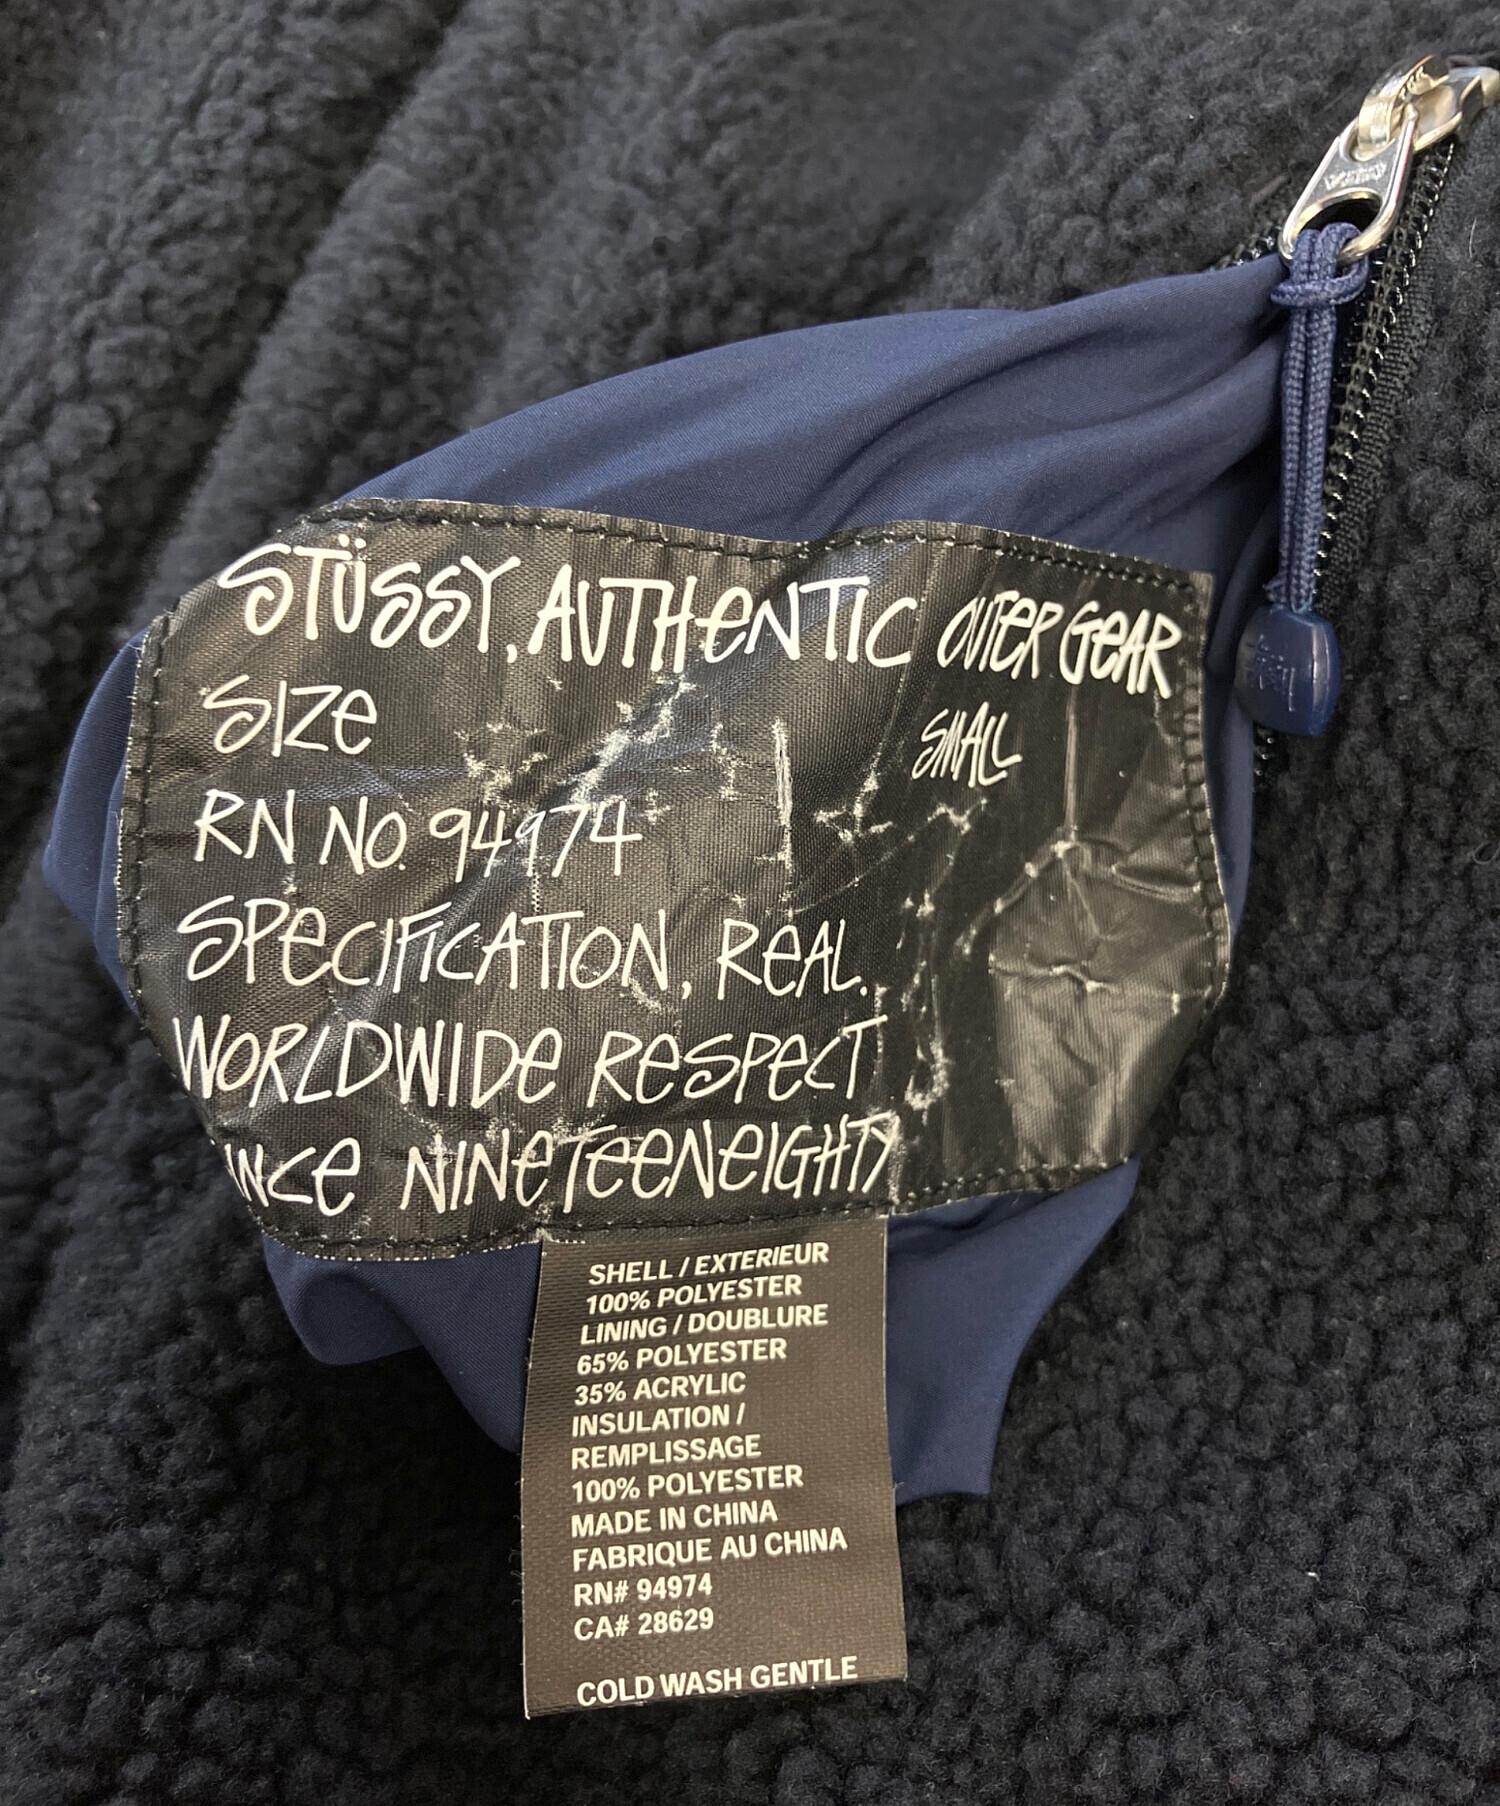 STÜSSY, AUTHENTIC OUTER GEAR
SIZE SMALL
RN NO. 94974
SPECIFICATION, REAL.
WORLDWIDE RESPECT
INCE NINETEENEIGHTY
SHELL / EXTERIEUR
100% POLYESTER
LINING / DOUBLURE
65% POLYESTER
35% ACRYLIC
INSULATION /
REMPLISSAGE
100% POLYESTER
MADE IN CHINA
FABRIQUE AU CHINA
RN# 94974
CA# 28629
COLD WASH GENTLE